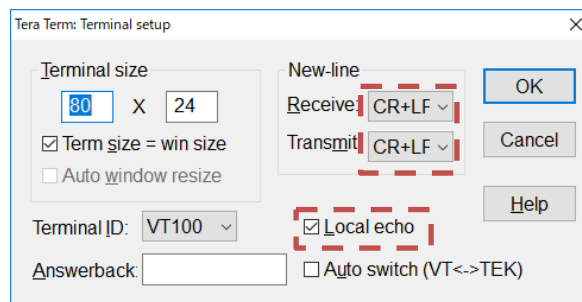 Tera Term: Terminal setup
Terminal size
80 X 24
Term size = win size
Auto window resize
New-line
Receive: CR+LF
Transmit: CR+LF
OK
Cancel
Help
Terminal ID: VT100
Local echo
Answerback:
Auto switch (VT<->TEK)